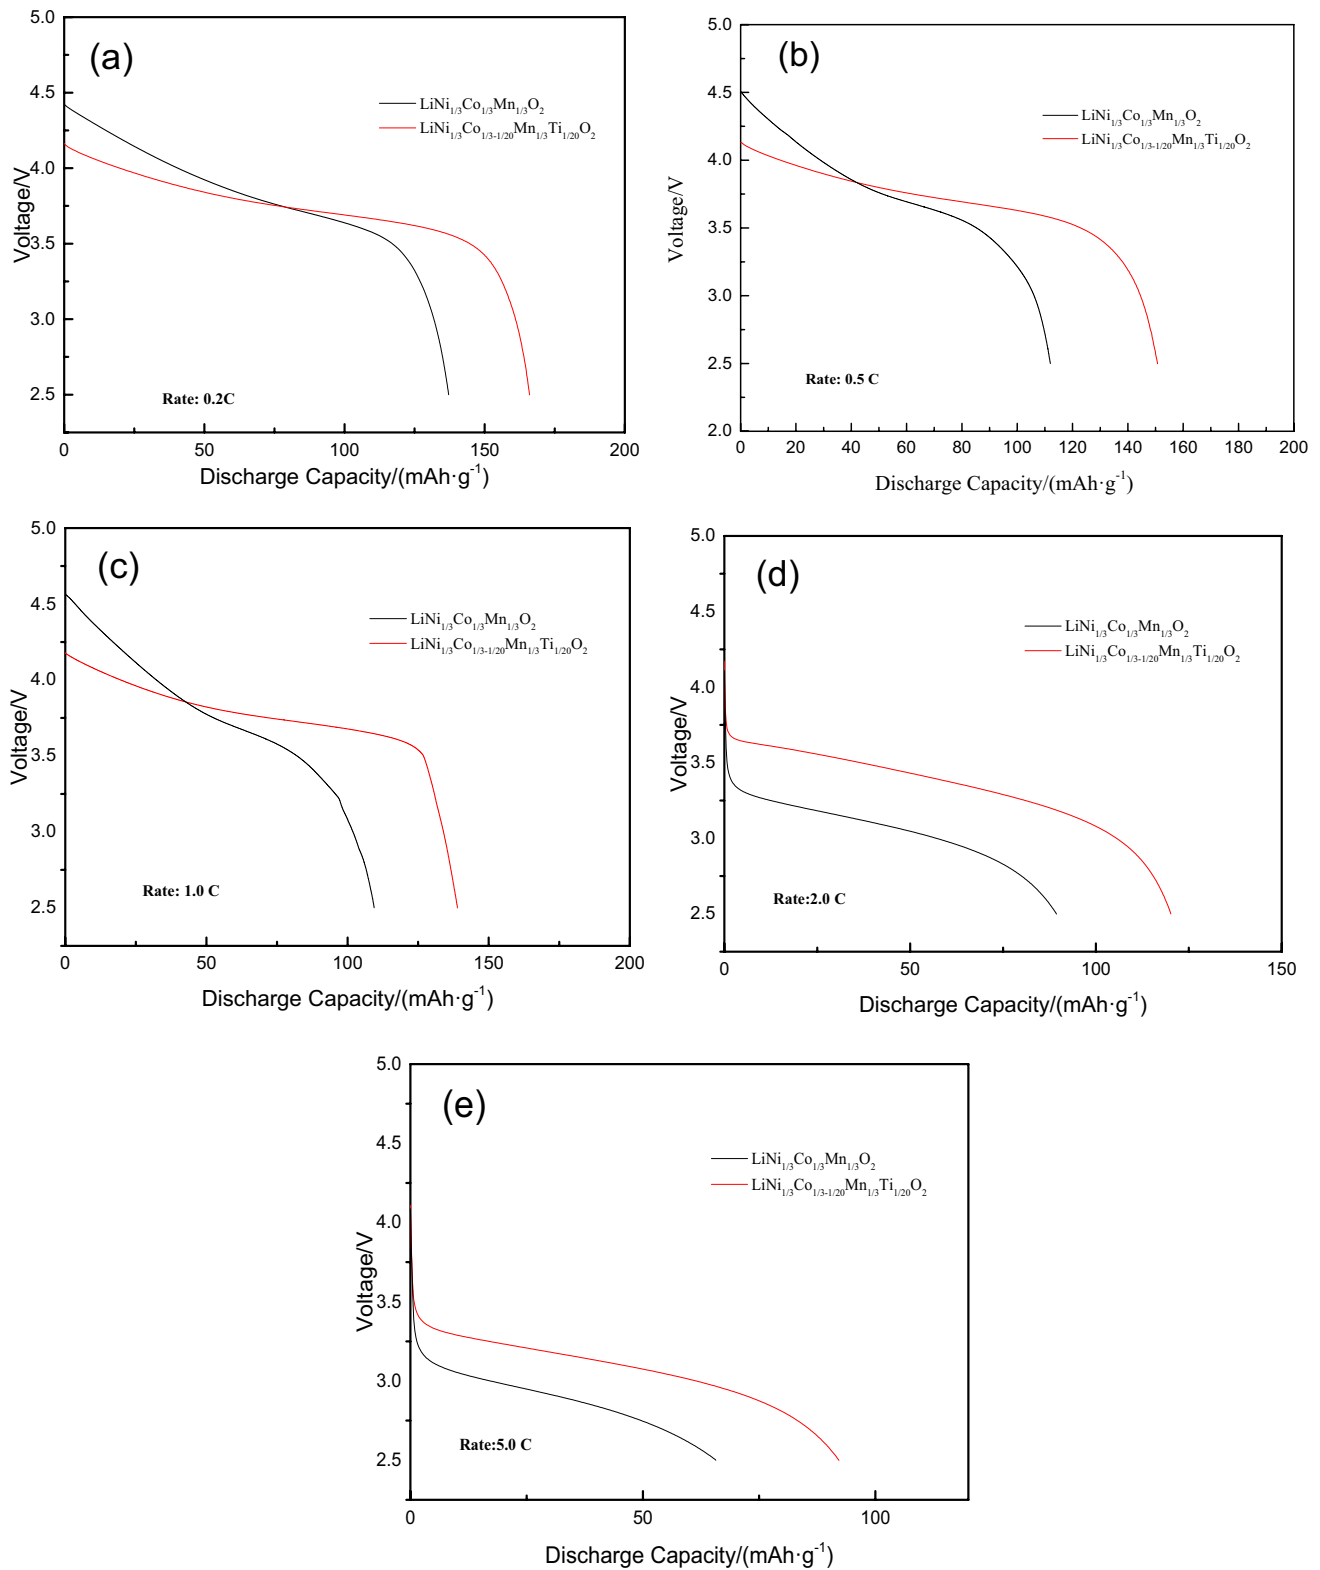 (a)
5.0
4.5
4.0
3.5
3.0
2.5
Voltage/V
LiNi1/3Co1/3Mn1/3O2
LiNi1/3Co1/3-1/20Mn1/3Ti1/20O2
Rate: 0.2C
0 50 100 150 200
Discharge Capacity/(mAh·g-1)
(b)
5.0
4.5
4.0
3.5
3.0
2.5
2.0
Voltage/V
LiNi1/3Co1/3Mn1/3O2
LiNi1/3Co1/3-1/20Mn1/3Ti1/20O2
Rate: 0.5 C
0 20 40 60 80 100 120 140 160 180 200
Discharge Capacity/(mAh·g-1)
(c)
5.0
4.5
4.0
3.5
3.0
2.5
Voltage/V
LiNi1/3Co1/3Mn1/3O2
LiNi1/3Co1/3-1/20Mn1/3Ti1/20O2
Rate: 1.0 C
0 50 100 150 200
Discharge Capacity/(mAh·g-1)
(d)
5.0
4.5
4.0
3.5
3.0
2.5
Voltage/V
LiNi1/3Co1/3Mn1/3O2
LiNi1/3Co1/3-1/20Mn1/3Ti1/20O2
Rate:2.0 C
0 50 100 150
Discharge Capacity/(mAh·g-1)
(e)
5.0
4.5
4.0
3.5
3.0
2.5
Voltage/V
LiNi1/3Co1/3Mn1/3O2
LiNi1/3Co1/3-1/20Mn1/3Ti1/20O2
Rate:5.0 C
0 50 100
Discharge Capacity/(mAh·g-1)